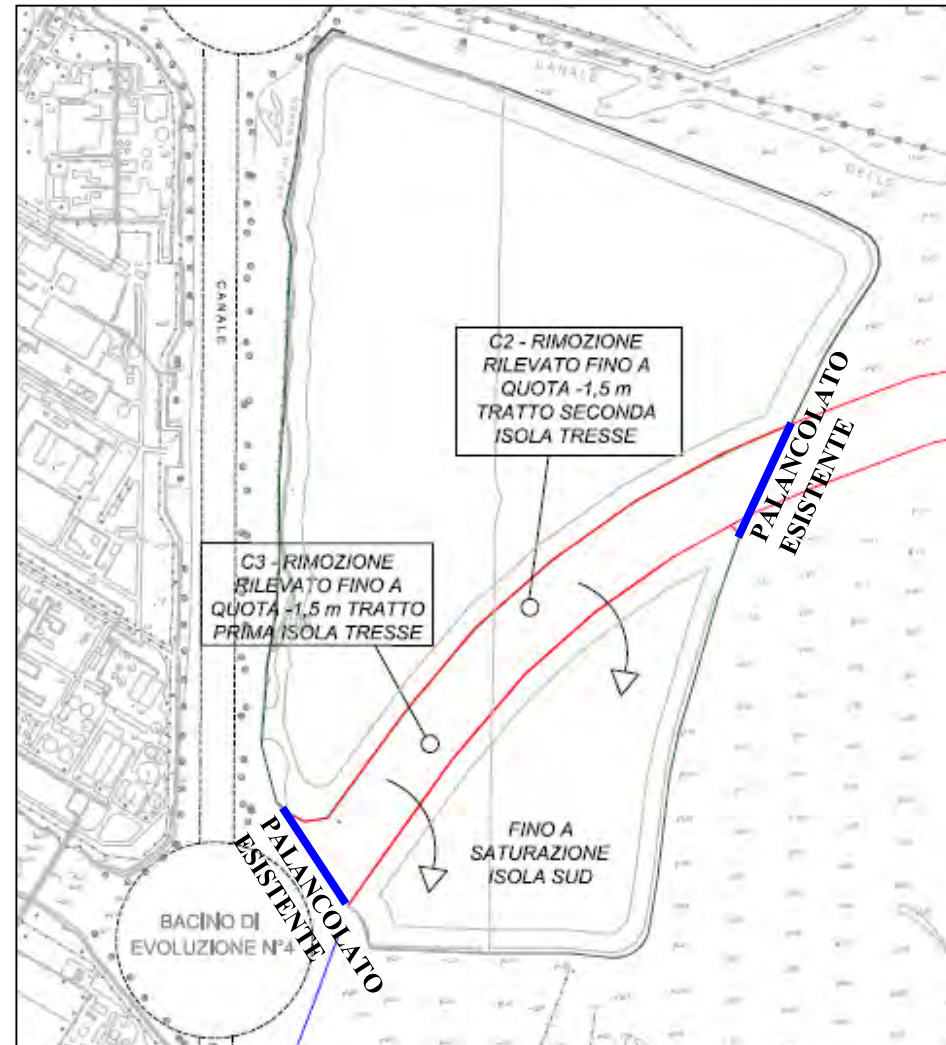 CANALE
DELLE
CANALE
C2 - RIMOZIONE
RILEVATO FINO A
QUOTA -1,5 m
TRATTO SECONDA
ISOLA TRESSE
PALANCOLATO
ESISTENTE
C3 - RIMOZIONE
RILEVATO FINO A
QUOTA -1,5 m TRATTO
PRIMA ISOLA TRESSE
FINO A
SATURAZIONE
ISOLA SUD
PALANCOLATO
ESISTENTE
BACINO DI
EVOLUZIONE N°4